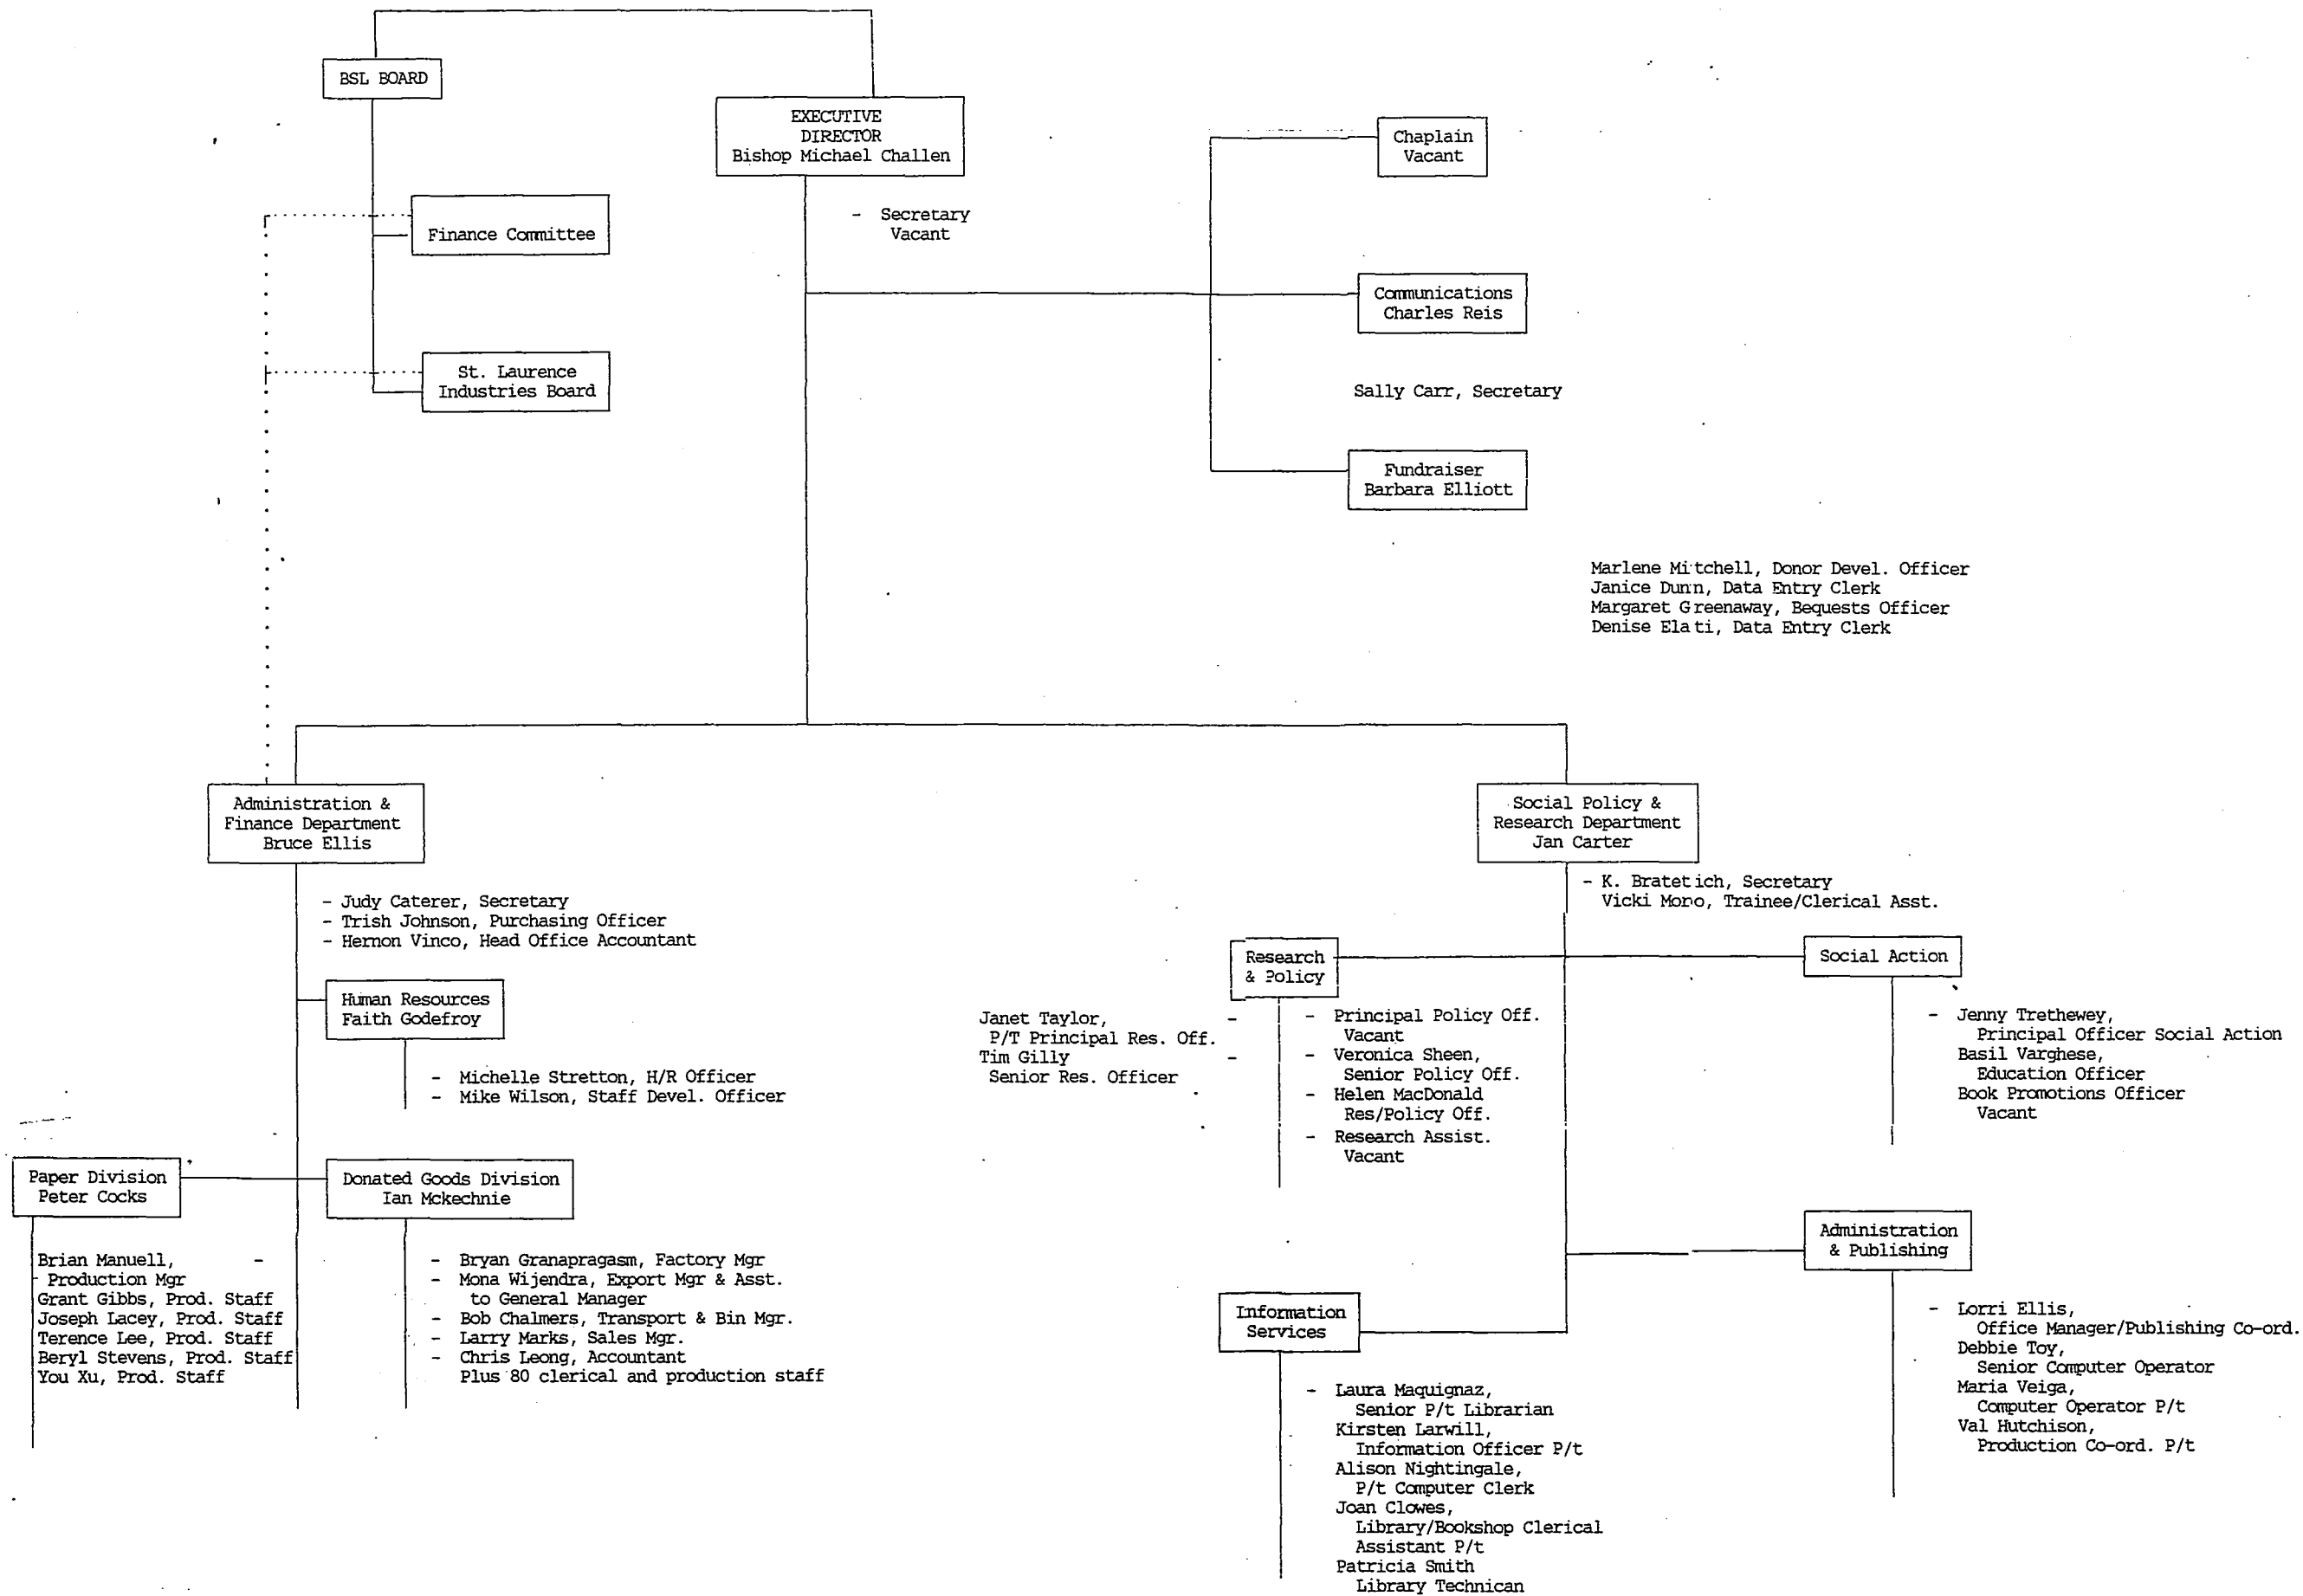 BSL BOARD
EXECUTIVE
DIRECTOR
Bishop Michael Challen
- Secretary
Vacant
Finance Committee
St. Laurence
Industries Board
Chaplain
Vacant
Communications
Charles Reis
Sally Carr, Secretary
Fundraiser
Barbara Elliott
Marlene Mitchell, Donor Devel. Officer
Janice Dunn, Data Entry Clerk
Margaret Greenaway, Bequests Officer
Denise Elati, Data Entry Clerk
Administration &
Finance Department
Bruce Ellis
- Judy Caterer, Secretary
- Trish Johnson, Purchasing Officer
- Hernon Vinco, Head Office Accountant
Human Resources
Faith Godefroy
- Michelle Stretton, H/R Officer
- Mike Wilson, Staff Devel. Officer
Paper Division
Peter Cocks
Brian Manuell, -
Production Mgr
Grant Gibbs, Prod. Staff
Joseph Lacey, Prod. Staff
Terence Lee, Prod. Staff
Beryl Stevens, Prod. Staff
You Xu, Prod. Staff
Donated Goods Division
Ian Mckechnie
- Bryan Granapragasm, Factory Mgr
- Mona Wijendra, Export Mgr & Asst.
to General Manager
- Bob Chalmers, Transport & Bin Mgr.
- Larry Marks, Sales Mgr.
- Chris Leong, Accountant
Plus 80 clerical and production staff
Social Policy &
Research Department
Jan Carter
- K. Bratetich, Secretary
Vicki Moro, Trainee/Clerical Asst.
Research
& Policy
Janet Taylor, -
P/T Principal Res. Off.
Tim Gilly -
Senior Res. Officer
- Principal Policy Off.
Vacant
- Veronica Sheen,
Senior Policy Off.
- Helen MacDonald
Res/Policy Off.
- Research Assist.
Vacant
Social Action
- Jenny Trethewey,
Principal Officer Social Action
Basil Varghese,
Education Officer
Book Promotions Officer
Vacant
Information
Services
- Laura Maquignaz,
Senior P/t Librarian
Kirsten Larwill,
Information Officer P/t
Alison Nightingale,
P/t Computer Clerk
Joan Clowes,
Library/Bookshop Clerical
Assistant P/t
Patricia Smith
Library Technican
Administration
& Publishing
- Lorri Ellis,
Office Manager/Publishing Co-ord.
Debbie Toy,
Senior Computer Operator
Maria Veiga,
Computer Operator P/t
Val Hutchison,
Production Co-ord. P/t